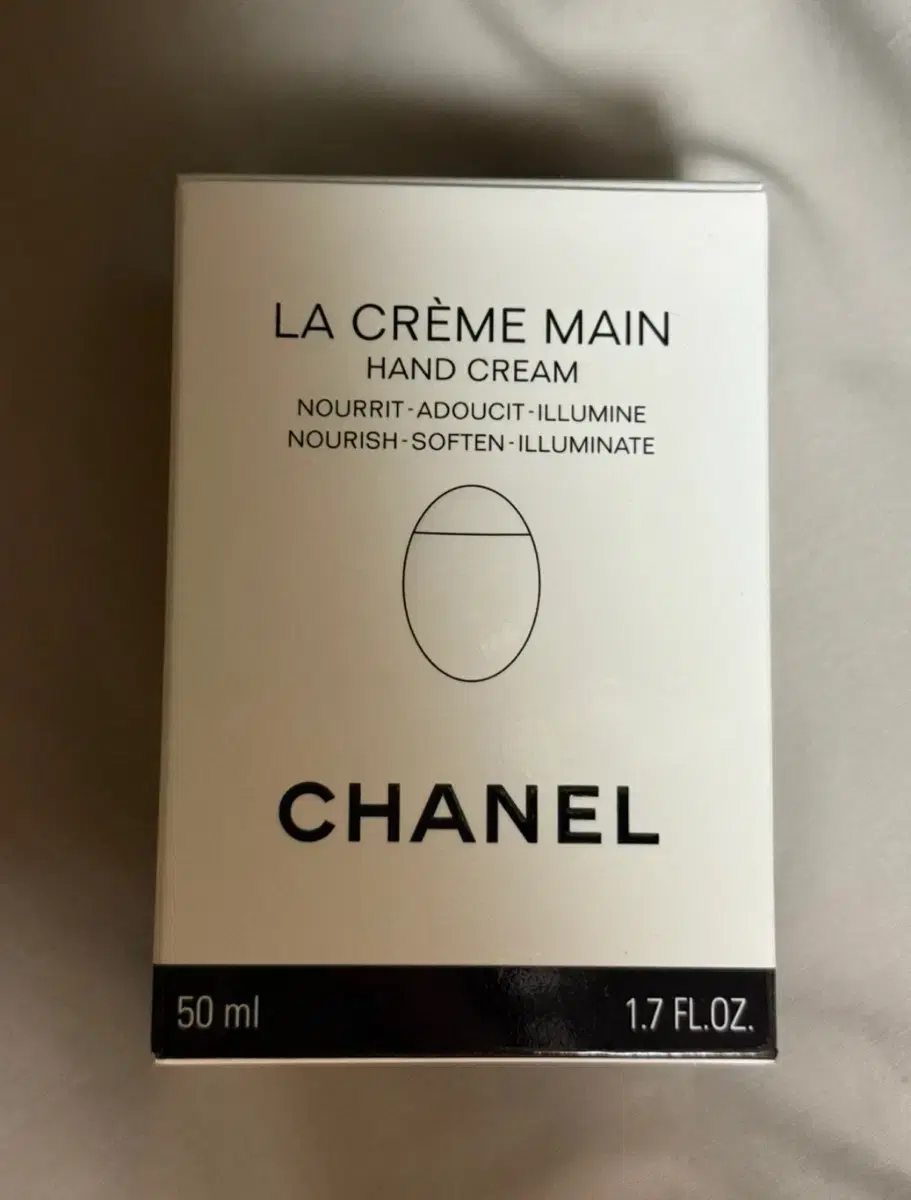 LA CRÈME MAIN
HAND CREAM
NOURRIT-ADOUCIT-ILLUMINE
NOURISH-SOFTEN-ILLUMINATE
CHANEL
50 ml 1.7 FL.OZ.